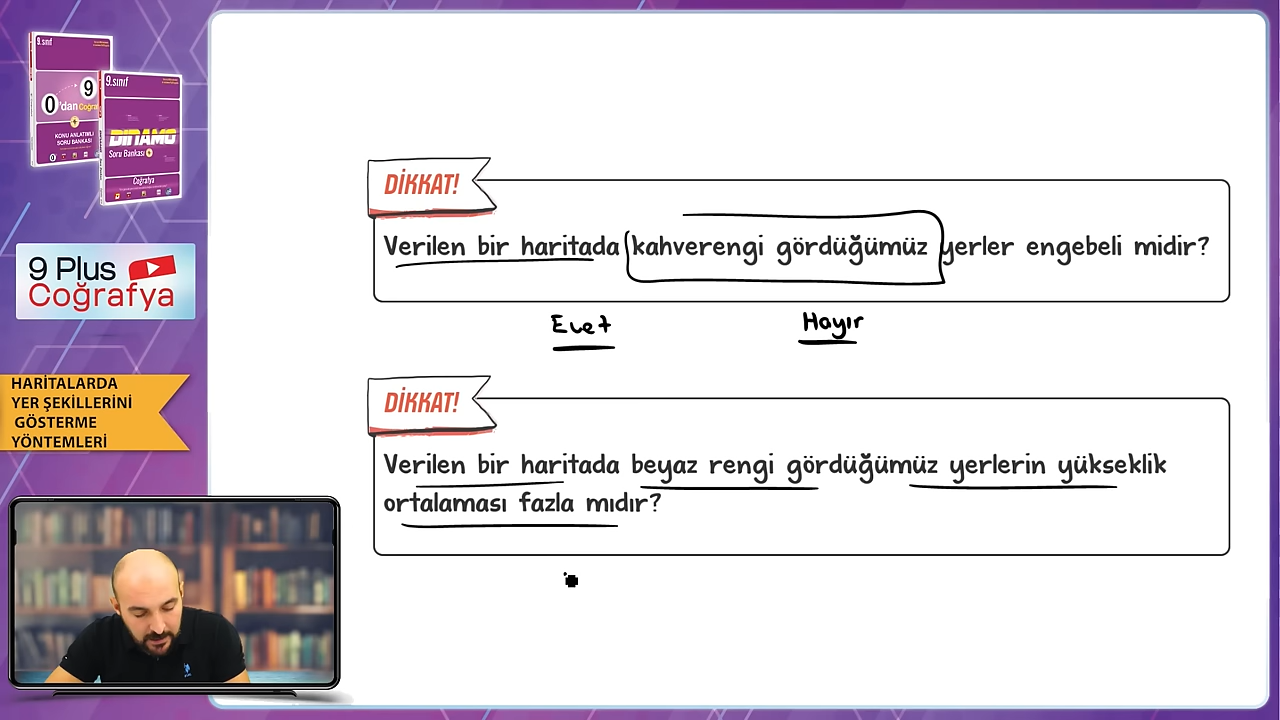 9.sınıf
0'dan 9
KONU ANLATIMLI
SORU BANKASI
9.sınıf
DİNAMO
Soru Bankası
Coğrafya
9 Plus
Coğrafya
HARİTALARDA
YER ŞEKİLLERİNİ
GÖSTERME
YÖNTEMLERİ
DİKKAT!
Verilen bir haritada kahverengi gördüğümüz yerler engebeli midir?
Evet Hayır
DİKKAT!
Verilen bir haritada beyaz rengi gördüğümüz yerlerin yükseklik
ortalaması fazla mıdır?